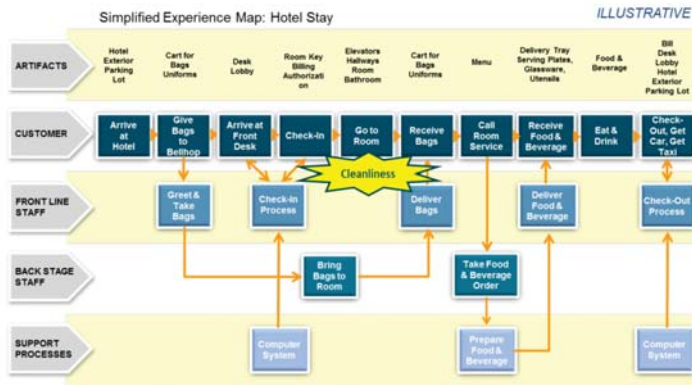 Simplified Experience Map: Hotel Stay
ILLUSTRATIVE
ARTIFACTS
Hotel
Exterior
Parking
Lot
Cart for
Bags
Uniforms
Desk
Lobby
Room Key
Billing
Authorizati
on
Elevators
Hallways
Room
Bathroom
Cart for
Bags
Uniforms
Menu
Delivery Tray
Serving Plates,
Glassware,
Utensils
Food &
Beverage
Bill
Desk
Lobby
Hotel
Exterior
Parking Lot
CUSTOMER
Arrive
at
Hotel
Give
Bags
to
Bellhop
Arrive at
Front
Desk
Check-In
Go to
Room
Receive
Bags
Call
Room
Service
Receive
Food &
Beverage
Eat &
Drink
Check-
Out, Get
Car, Get
Taxi
Cleanliness
FRONT LINE
STAFF
Greet &
Take
Bags
Check-In
Process
Deliver
Bags
Deliver
Food &
Beverage
Check-Out
Process
BACK STAGE
STAFF
Bring
Bags to
Room
Take Food
& Beverage
Order
SUPPORT
PROCESSES
Computer
System
Prepare
Food &
Beverage
Computer
System